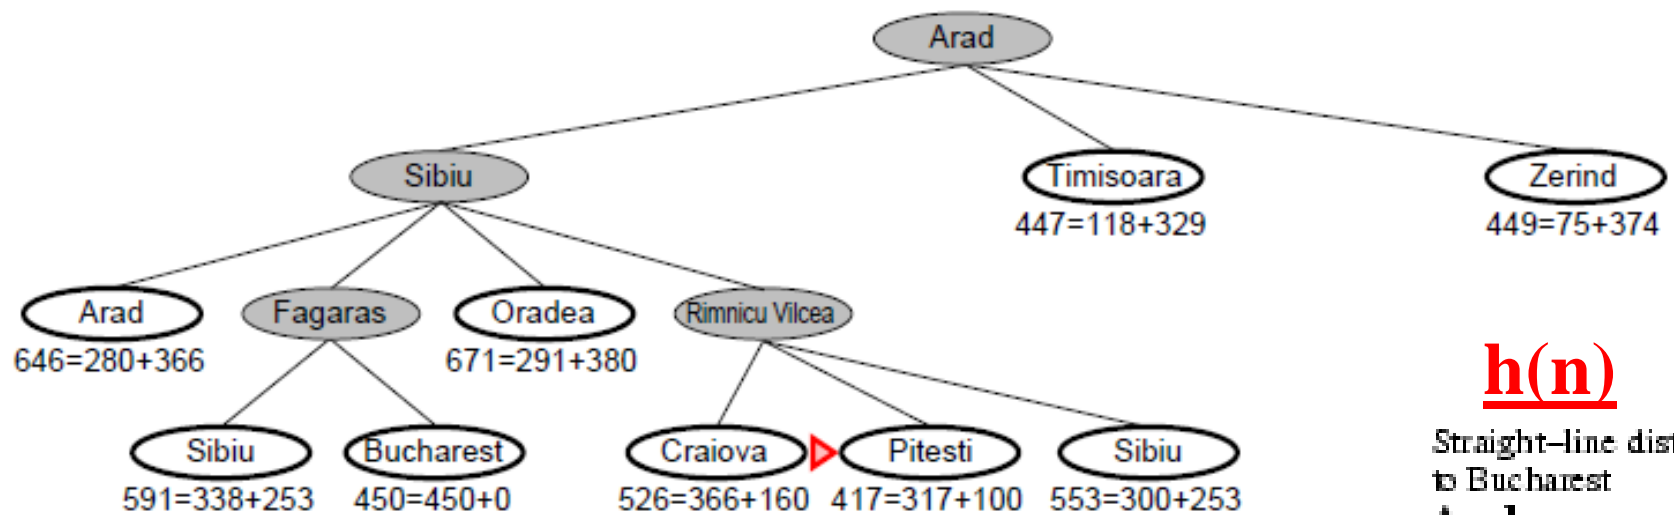 Arad
Sibiu
Timisoara
Zerind
447=118+329
449=75+374
Arad
Fagaras
Oradea
Rimnicu Vilcea
646=280+366
671=291+380
h(n)
Sibiu
Bucharest
Craiova
Pitesti
Sibiu
591=338+253
450=450+0
526=366+160
417=317+100
553=300+253
Straight–line dist
to Bucharest